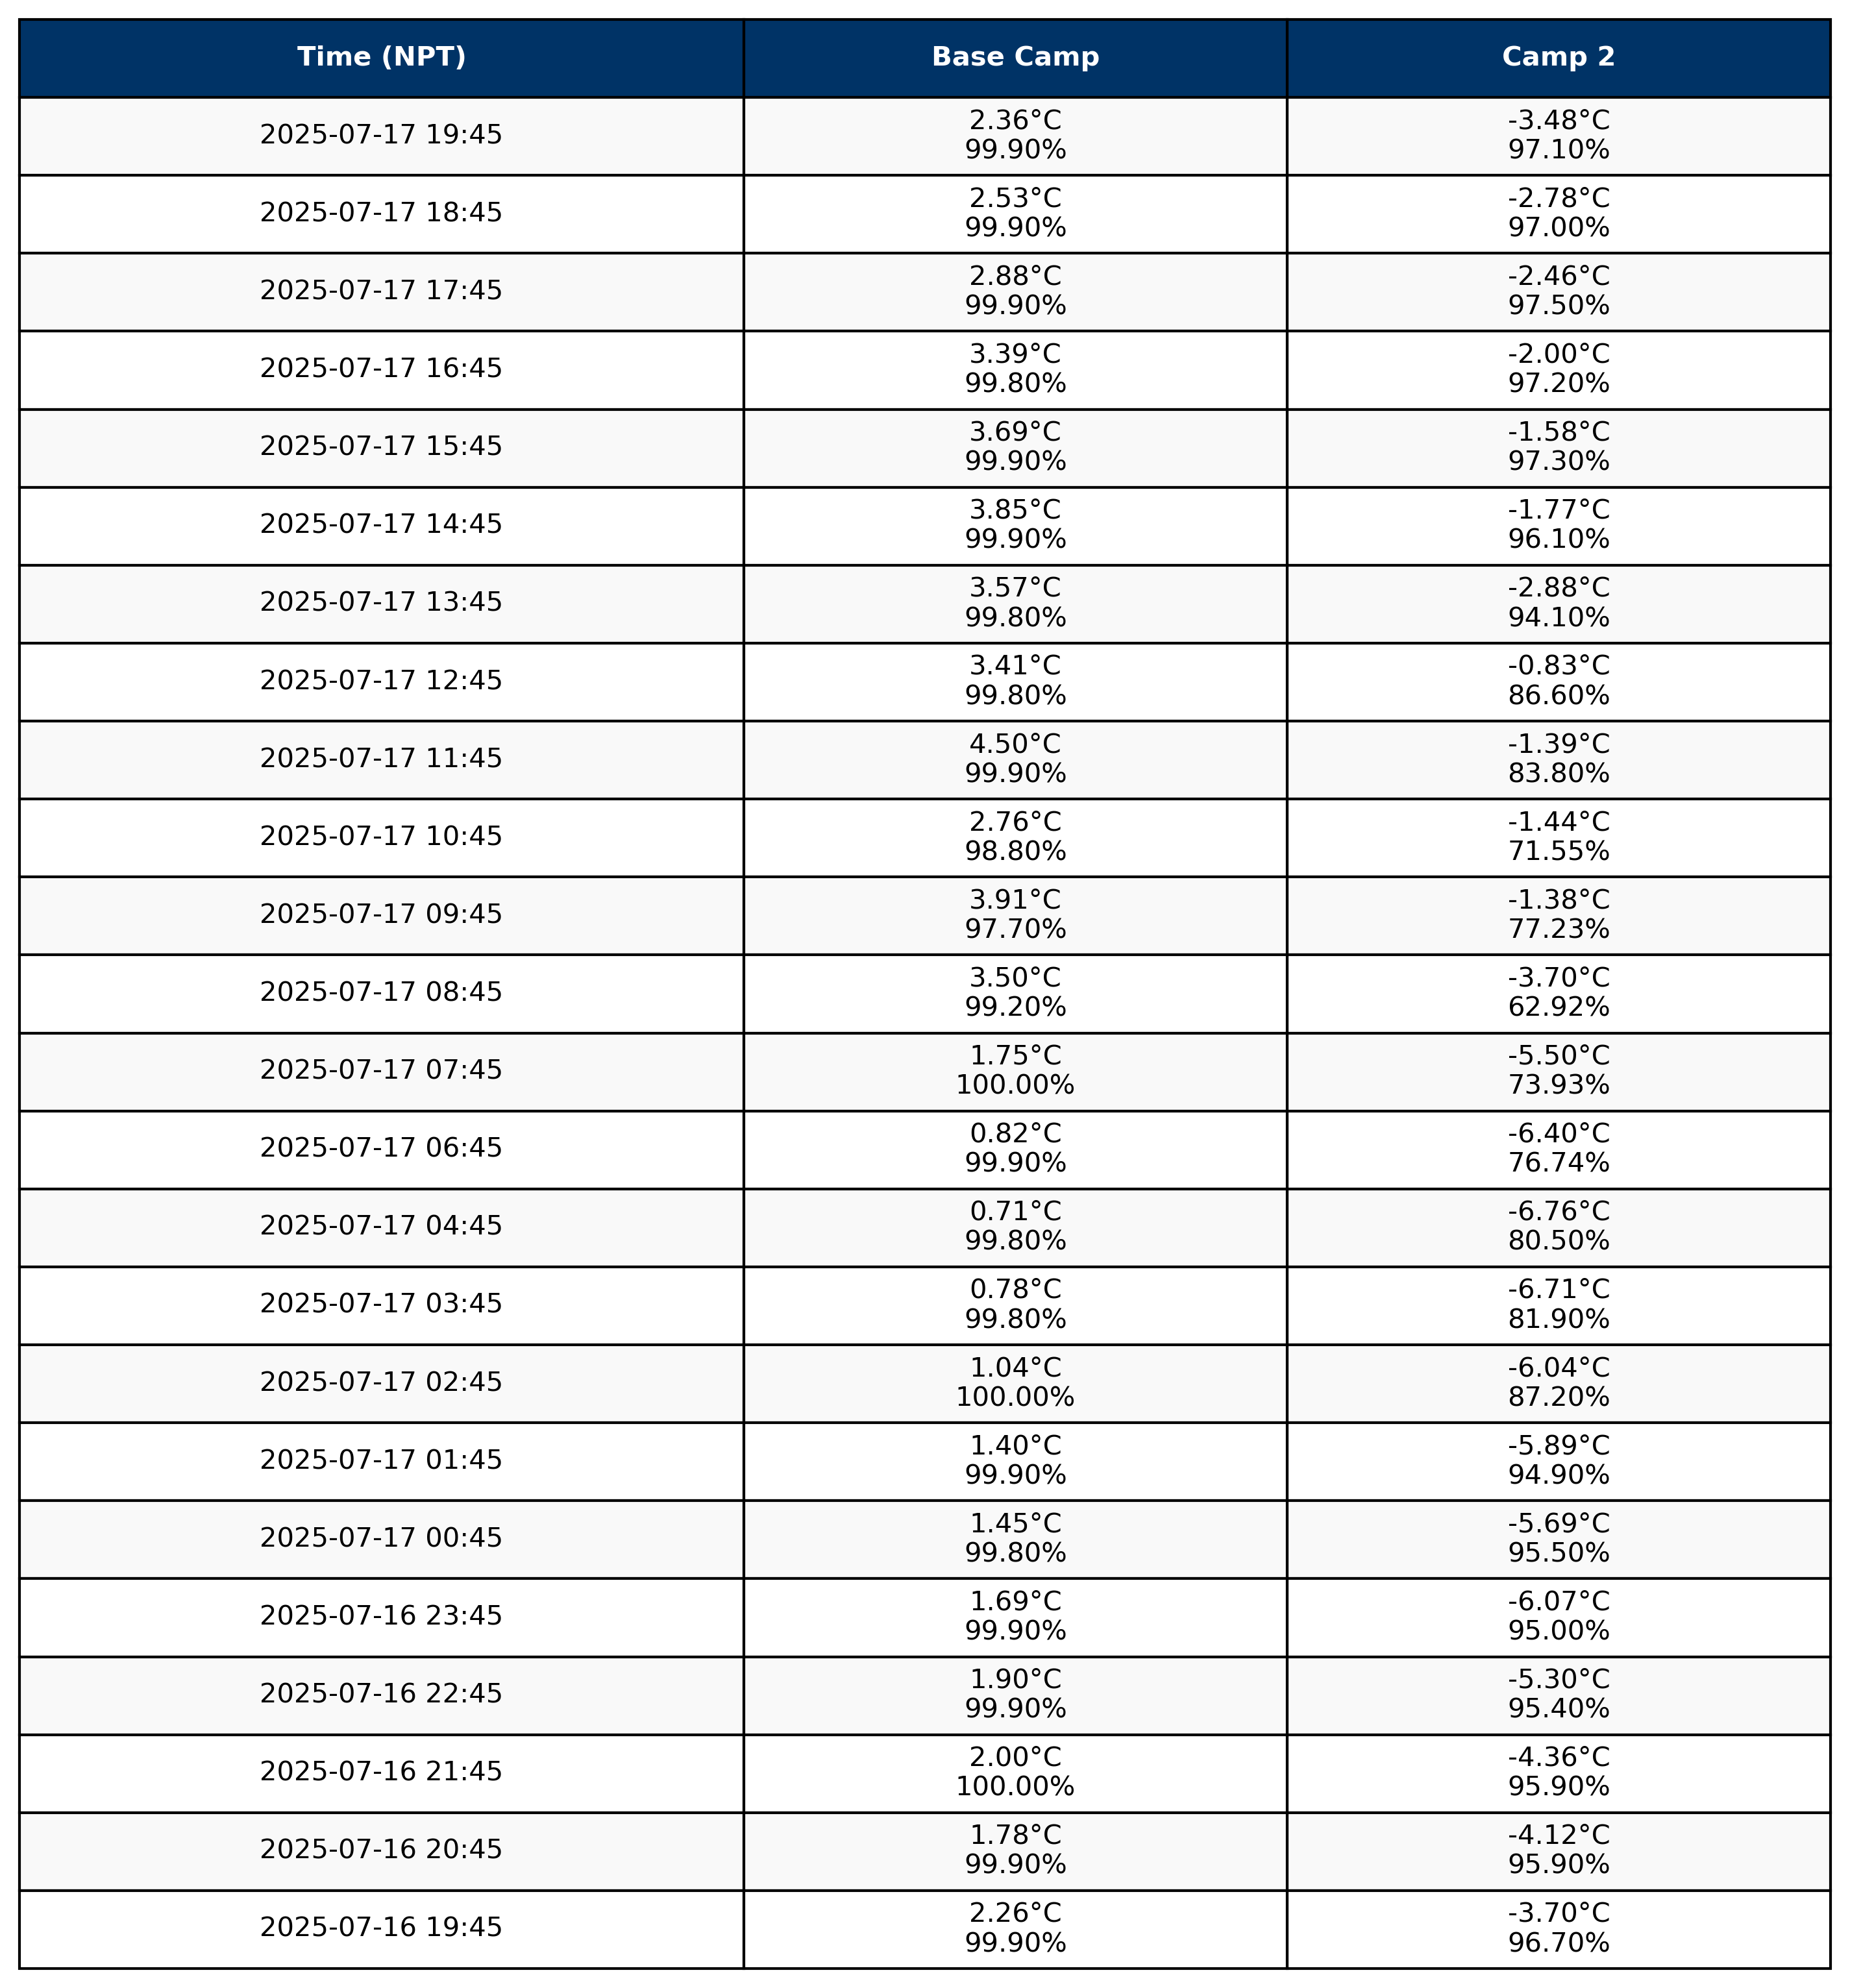 Time (NPT) Base Camp Camp 2
2025-07-17 19:45 2.36°C -3.48°C
99.90% 97.10%
2025-07-17 18:45 2.53°C -2.78°C
99.90% 97.00%
2025-07-17 17:45 2.88°C -2.46°C
99.90% 97.50%
2025-07-17 16:45 3.39°C -2.00°C
99.80% 97.20%
2025-07-17 15:45 3.69°C -1.58°C
99.90% 97.30%
2025-07-17 14:45 3.85°C -1.77°C
99.90% 96.10%
2025-07-17 13:45 3.57°C -2.88°C
99.80% 94.10%
2025-07-17 12:45 3.41°C -0.83°C
99.80% 86.60%
2025-07-17 11:45 4.50°C -1.39°C
99.90% 83.80%
2025-07-17 10:45 2.76°C -1.44°C
98.80% 71.55%
2025-07-17 09:45 3.91°C -1.38°C
97.70% 77.23%
2025-07-17 08:45 3.50°C -3.70°C
99.20% 62.92%
2025-07-17 07:45 1.75°C -5.50°C
100.00% 73.93%
2025-07-17 06:45 0.82°C -6.40°C
99.90% 76.74%
2025-07-17 04:45 0.71°C -6.76°C
99.80% 80.50%
2025-07-17 03:45 0.78°C -6.71°C
99.80% 81.90%
2025-07-17 02:45 1.04°C -6.04°C
100.00% 87.20%
2025-07-17 01:45 1.40°C -5.89°C
99.90% 94.90%
2025-07-17 00:45 1.45°C -5.69°C
99.80% 95.50%
2025-07-16 23:45 1.69°C -6.07°C
99.90% 95.00%
2025-07-16 22:45 1.90°C -5.30°C
99.90% 95.40%
2025-07-16 21:45 2.00°C -4.36°C
100.00% 95.90%
2025-07-16 20:45 1.78°C -4.12°C
99.90% 95.90%
2025-07-16 19:45 2.26°C -3.70°C
99.90% 96.70%